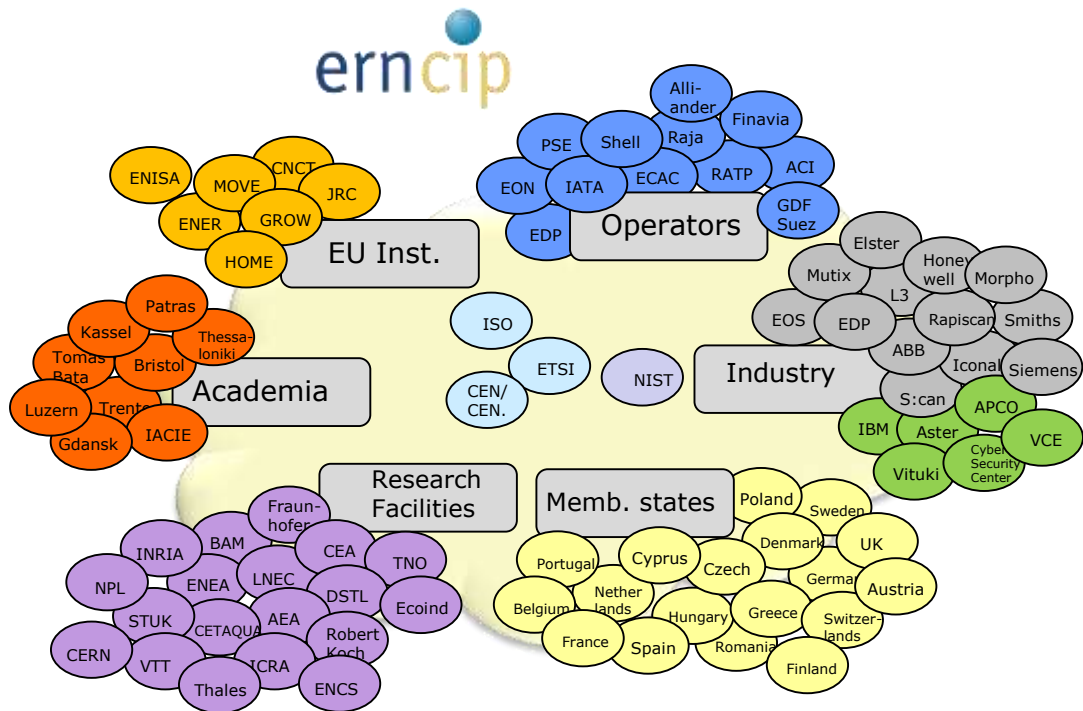 erncip
ENISA
MOVE
CNCT
JRC
ENER
GROW
HOME
EU Inst.
Alli-
ander
Finavia
PSE
Shell
Raja
EON
IATA
ECAC
RATP
ACI
GDF
Suez
EDP
Operators
Elster
Honey
well
Morpho
Mutix
L3
EOS
EDP
Rapiscan
Smiths
ABB
Iconal
Siemens
S:can
Industry
APCO
IBM
Aster
VCE
Vituki
Cyber
Security
Center
ISO
ETSI
CEN/
CEN.
NIST
Patras
Kassel
Thessa-
loniki
Tomas
Bata
Bristol
Luzern
Trento
Gdansk
IACIE
Academia
Research
Facilities
Fraun-
hofer
INRIA
BAM
CEA
TNO
NPL
ENEA
LNEC
DSTL
Ecoind
STUK
CETAQUA
AEA
Robert
Koch
CERN
VTT
ICRA
Thales
ENCS
Memb. states
Poland
Sweden
Portugal
Cyprus
Czech
Denmark
UK
Belgium
Nether
lands
German
Austria
Hungary
Greece
Switzer-
lands
France
Spain
Romania
Finland